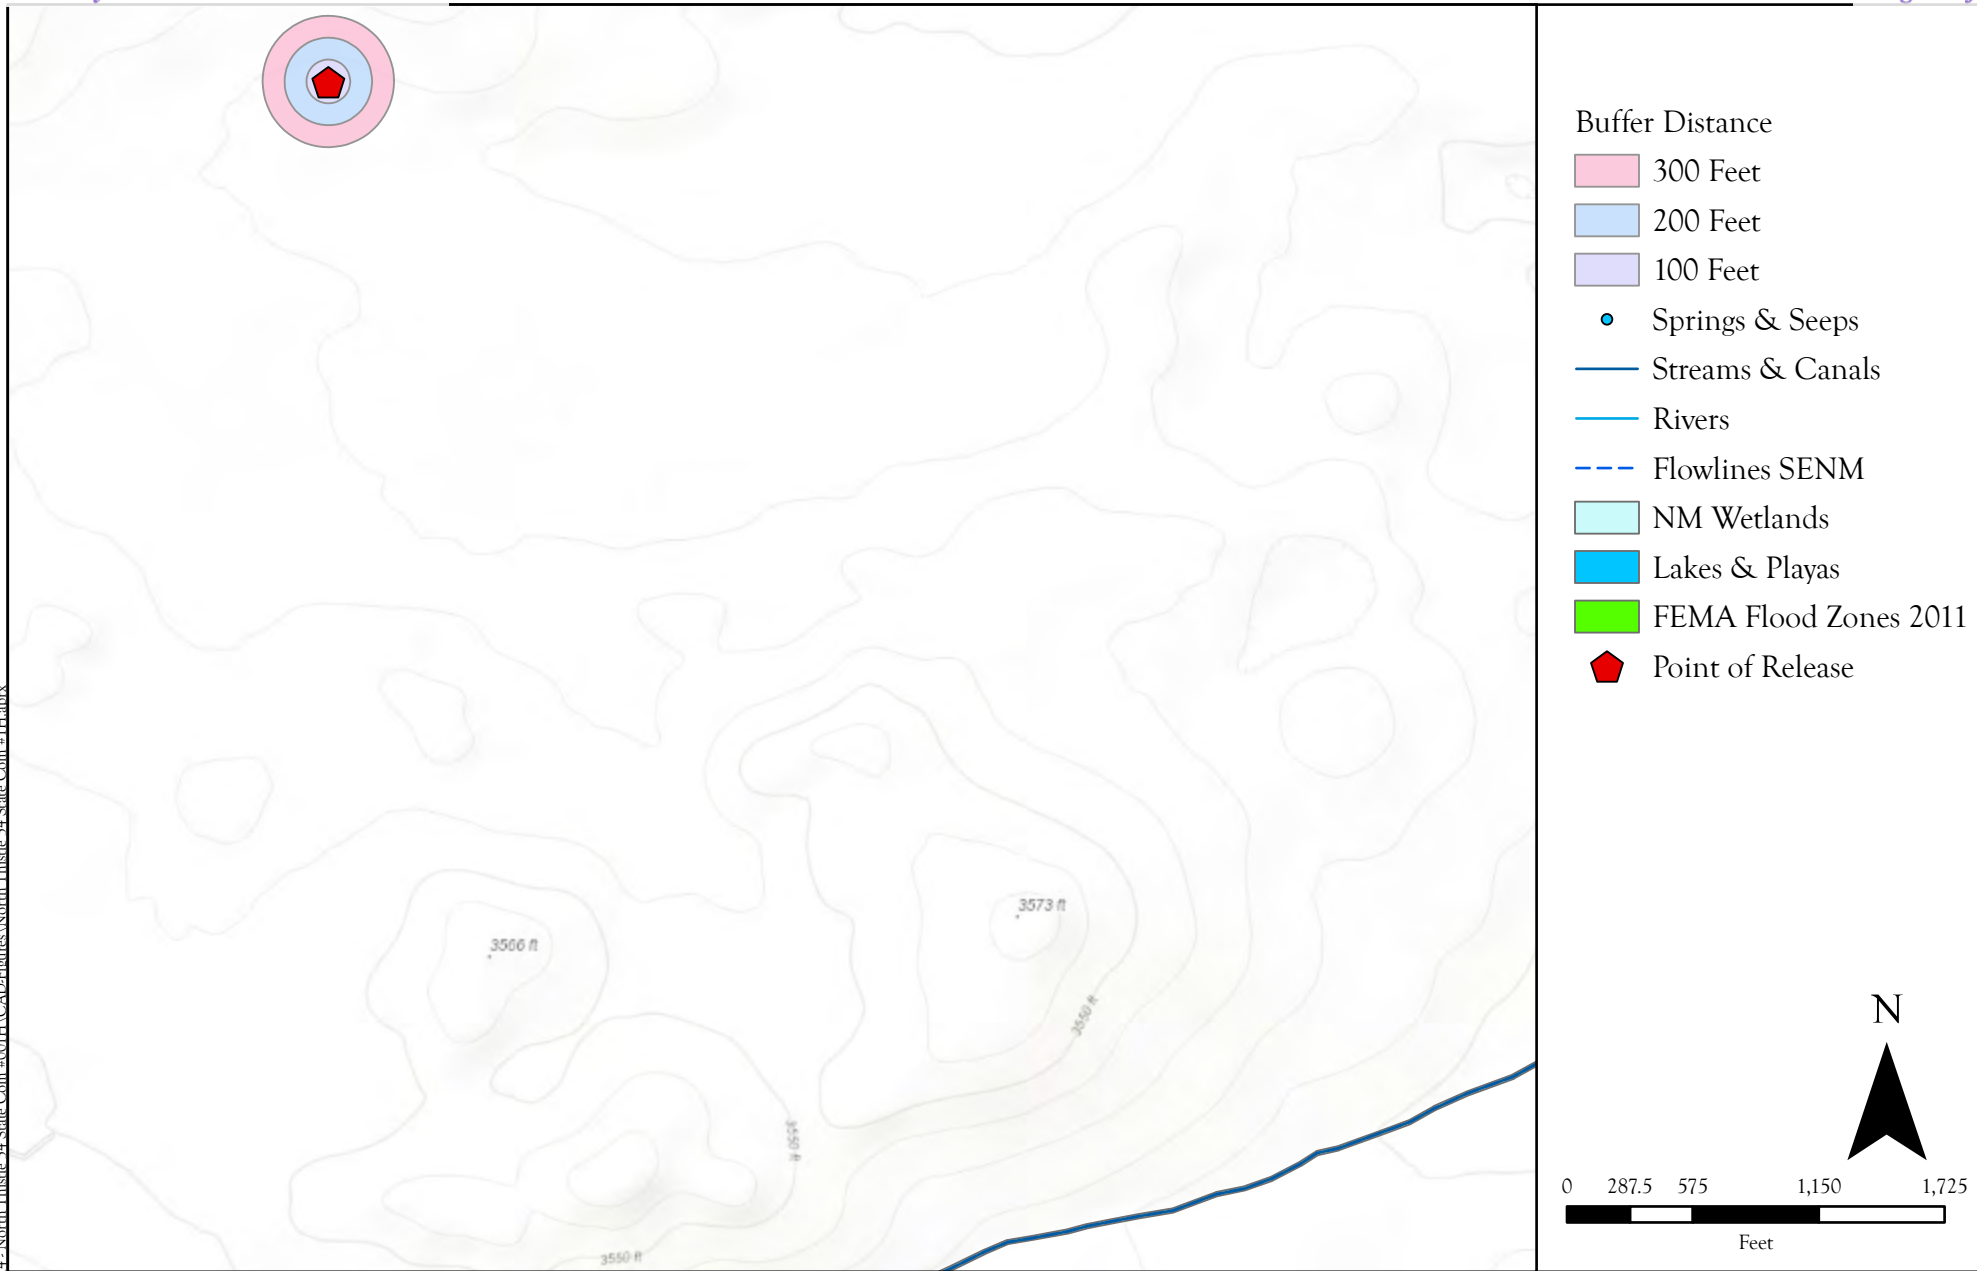 Buffer Distance
300 Feet
200 Feet
100 Feet
Springs & Seeps
Streams & Canals
Rivers
Flowlines SENM
NM Wetlands
Lakes & Playas
FEMA Flood Zones 2011
Point of Release
3573 ft
3566 ft
3550 ft
3550 ft
3550 ft
N
0 287.5 575 1,150 1,725
Feet